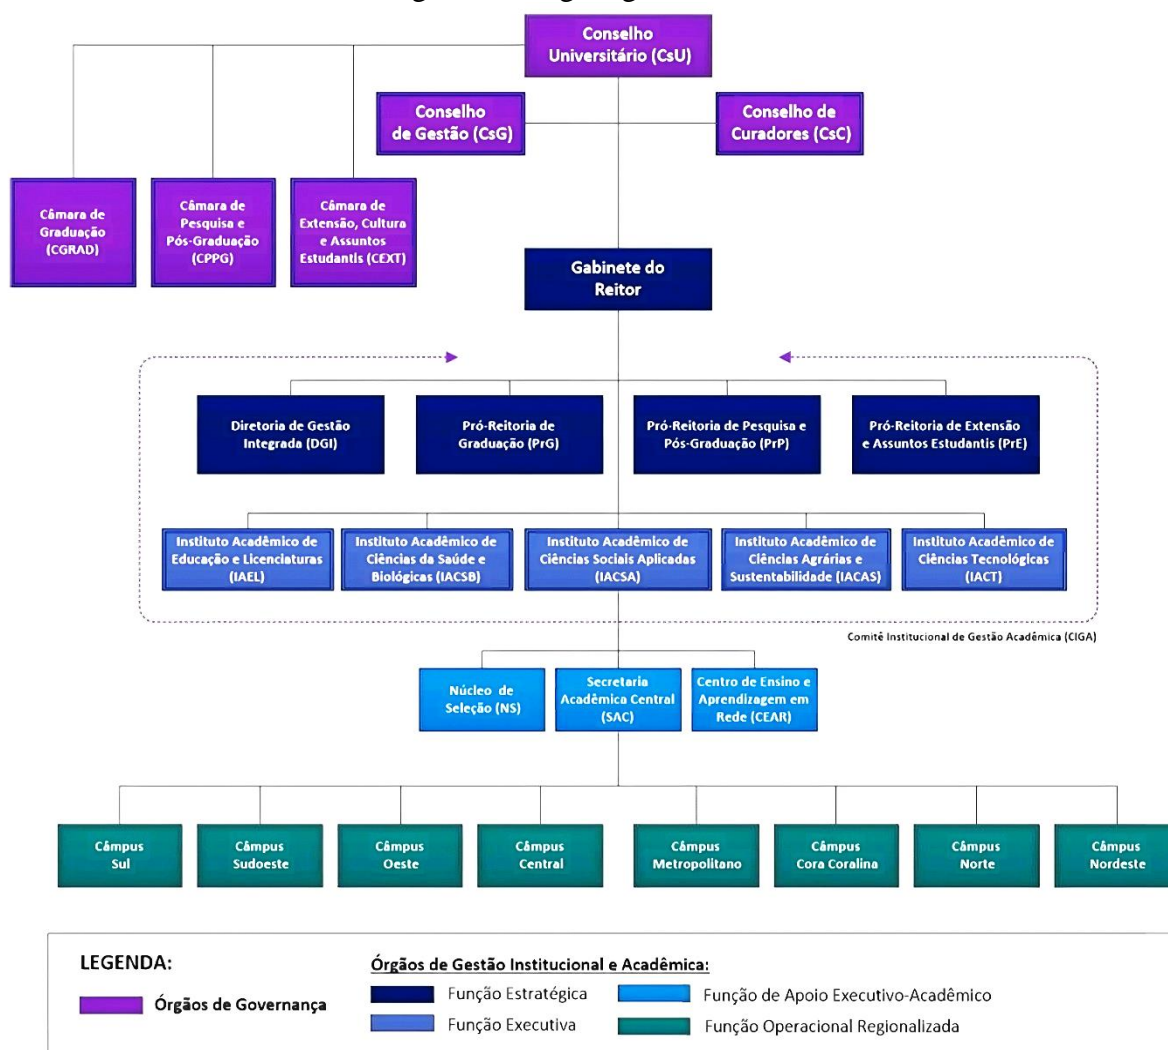 Conselho
Universitário (CsU)
Conselho
de Gestão (CsG)
Conselho de
Curadores (CsC)
Câmara de
Graduação
(CGRAD)
Câmara de
Pesquisa e
Pós-Graduação
(CPPG)
Câmara de
Extensão, Cultura
e Assuntos
Estudantis (CEXT)
Gabinete do
Reitor
Diretoria de Gestão
Integrada (DGI)
Pró-Reitoria de
Graduação (PrG)
Pró-Reitoria de Pesquisa e
Pós-Graduação (PrP)
Pró-Reitoria de Extensão
e Assuntos Estudantis (PrE)
Instituto Acadêmico de
Educação e Licenciaturas
(IAEL)
Instituto Acadêmico de
Ciências da Saúde e
Biológicas (IACSB)
Instituto Acadêmico de
Ciências Sociais Aplicadas
(IACSA)
Instituto Acadêmico de
Ciências Agrárias e
Sustentabilidade (IACAS)
Instituto Acadêmico de
Ciências Tecnológicas
(IACT)
Comitê Institucional de Gestão Acadêmica (CIGA)
Núcleo de
Seleção (NS)
Secretaria
Acadêmica Central
(SAC)
Centro de Ensino e
Aprendizagem em
Rede (CEAR)
Câmpus
Sul
Câmpus
Sudoeste
Câmpus
Oeste
Câmpus
Central
Câmpus
Metropolitano
Câmpus
Cora Coralina
Câmpus
Norte
Câmpus
Nordeste
LEGENDA:
Órgãos de Governança
Órgãos de Gestão Institucional e Acadêmica:
Função Estratégica
Função Executiva
Função de Apoio Executivo-Acadêmico
Função Operacional Regionalizada